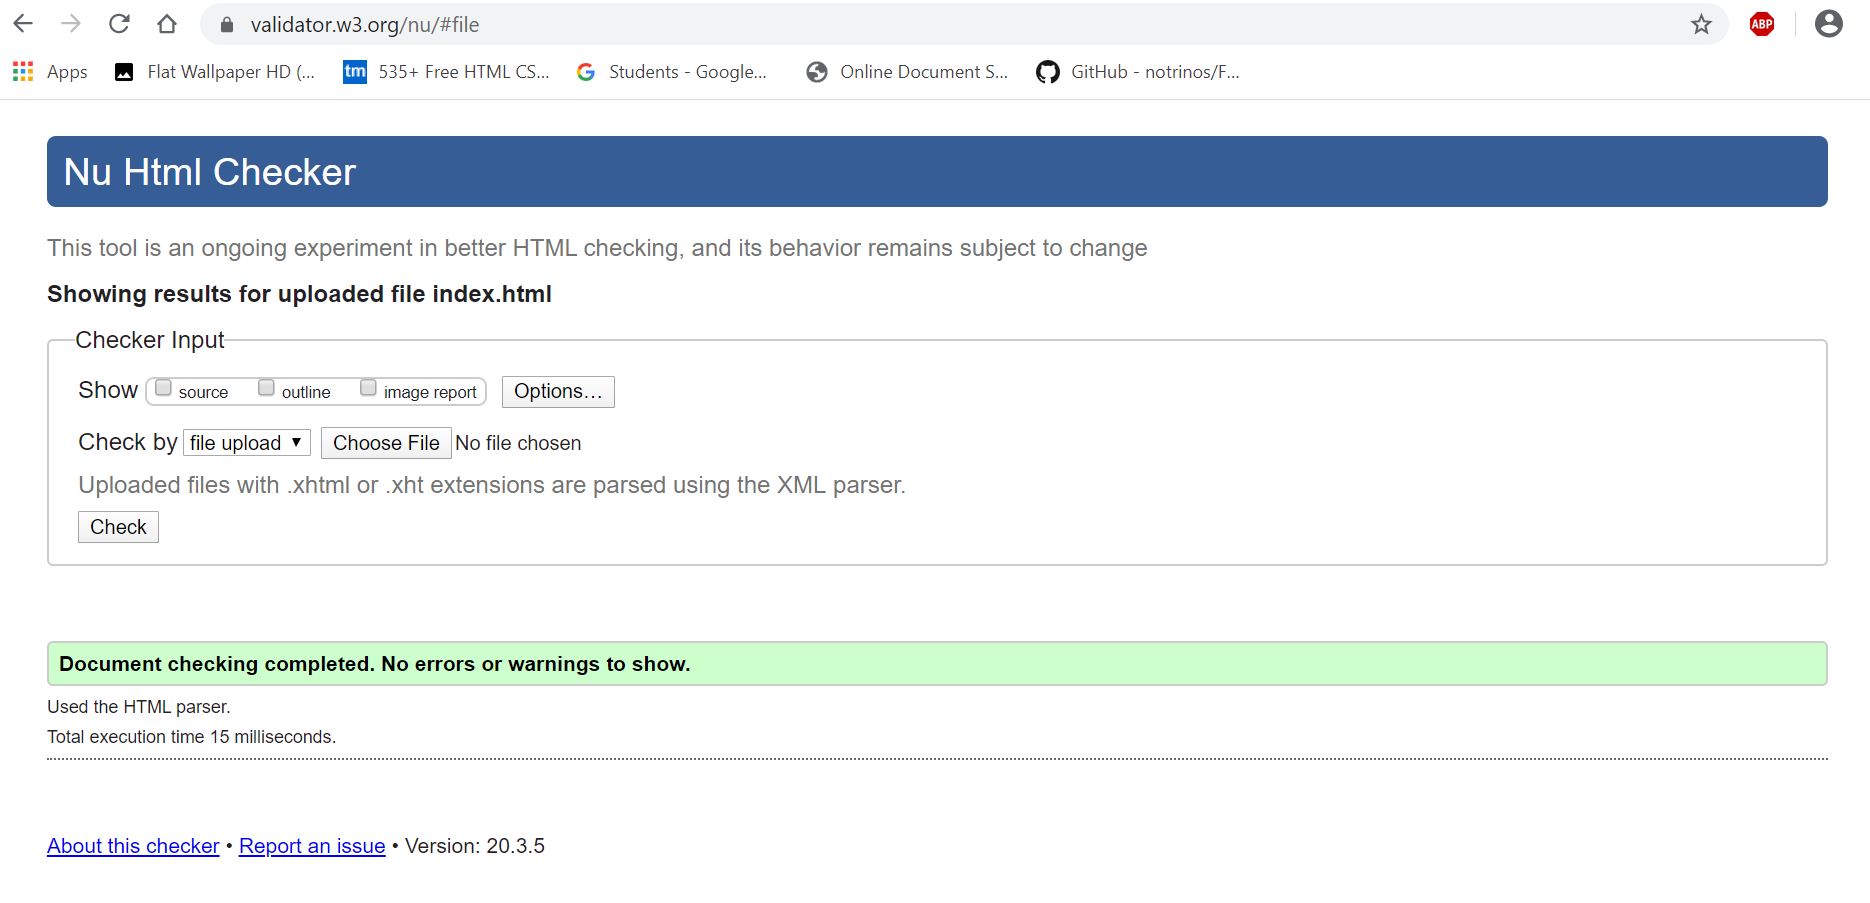 validator.w3.org/nu/#file
ABP
Apps Flat Wallpaper HD (... tm 535+ Free HTML CS... Students - Google... Online Document S... GitHub - notrinos/F...
Nu Html Checker
This tool is an ongoing experiment in better HTML checking, and its behavior remains subject to change
Showing results for uploaded file index.html
Checker Input
Show source outline image report Options...
Check by file upload Choose File No file chosen
Uploaded files with .xhtml or .xht extensions are parsed using the XML parser.
Check
Document checking completed. No errors or warnings to show.
Used the HTML parser.
Total execution time 15 milliseconds.
About this checker • Report an issue • Version: 20.3.5